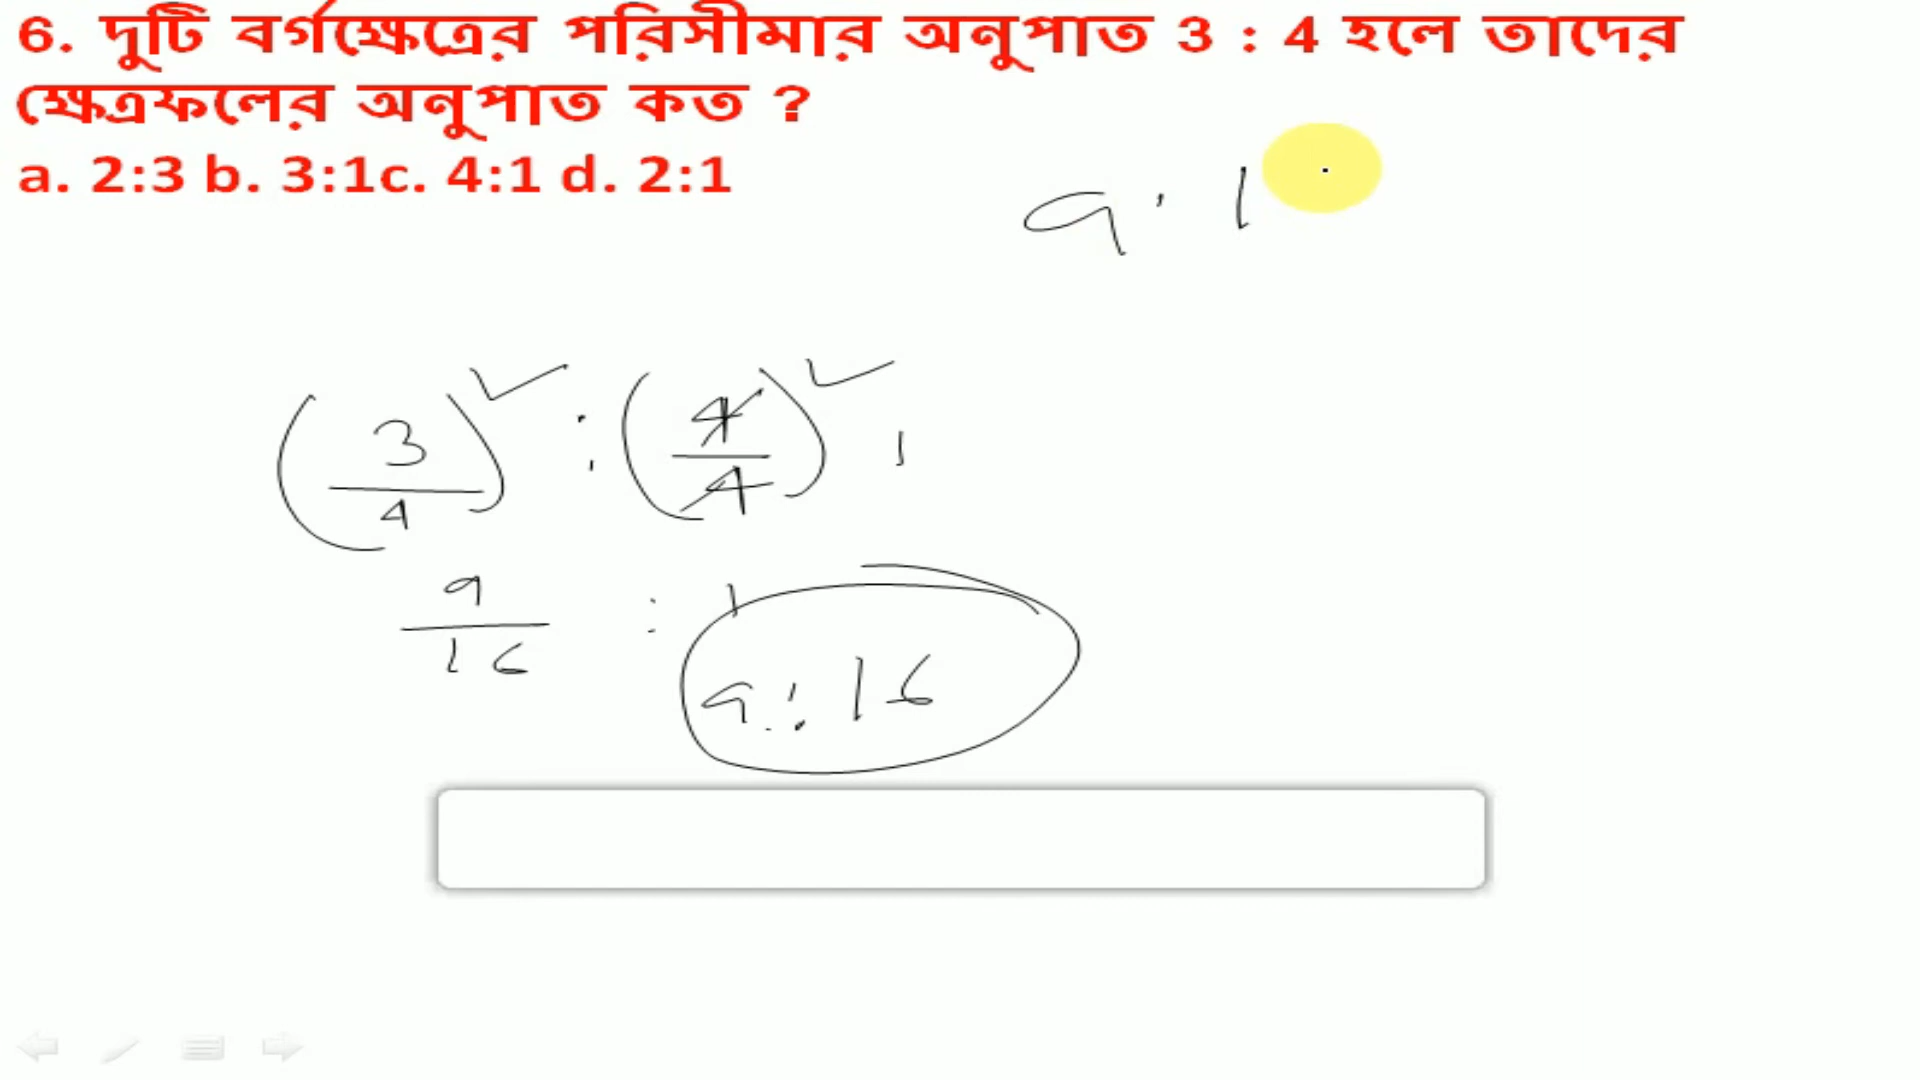 6. দুটি বর্গক্ষেত্রের পরিসীমার অনুপাত 3 : 4 হলে তাদের
ক্ষেত্রফলের অনুপাত কত ?
a. 2:3 b. 3:1c. 4:1 d. 2:1
9 : 1
(3/4)² : (4/4)² 1
9/16 : 1
9 : 16